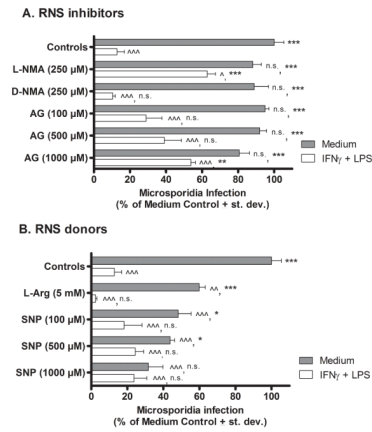 A. RNS inhibitors
Controls
***
^^^
L-NMA (250 µM)
n.s., ***
^, ***
D-NMA (250 µM)
n.s., ***
^^^, n.s.
AG (100 µM)
n.s., ***
^^^, n.s.
AG (500 µM)
n.s., ***
^^^, n.s.
AG (1000 µM)
n.s., ***
^^^, **
0 20 40 60 80 100
Microsporidia Infection
(% of Medium Control + st. dev.)
Medium
IFNγ + LPS
B. RNS donors
Controls
***
^^^
L-Arg (5 mM)
^^, ***
^^^, n.s.
SNP (100 µM)
^^^, *
^^^, n.s.
SNP (500 µM)
^^^, *
^^^, n.s.
SNP (1000 µM)
^^^, n.s.
^^^, n.s.
0 20 40 60 80 100
Microsporidia infection
(% of Medium Control + st. dev.)
Medium
IFNγ + LPS